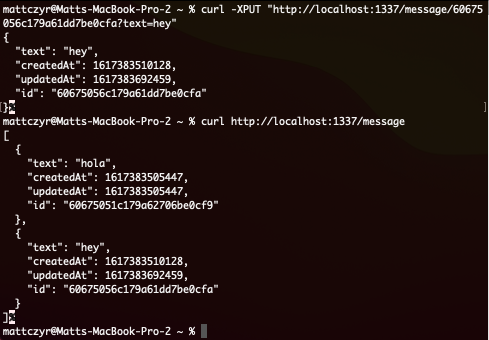 mattczyr@Matts-MacBook-Pro-2 ~ % curl -XPUT "http://localhost:1337/message/60675
056c179a61dd7be0cfa?text=hey"
{
  "text": "hey",
  "createdAt": 1617383510128,
  "updatedAt": 1617383692459,
  "id": "60675056c179a61dd7be0cfa"
}%
mattczyr@Matts-MacBook-Pro-2 ~ % curl http://localhost:1337/message
[
  {
    "text": "hola",
    "createdAt": 1617383505447,
    "updatedAt": 1617383505447,
    "id": "60675051c179a62706be0cf9"
  },
  {
    "text": "hey",
    "createdAt": 1617383510128,
    "updatedAt": 1617383692459,
    "id": "60675056c179a61dd7be0cfa"
  }
]%
mattczyr@Matts-MacBook-Pro-2 ~ %